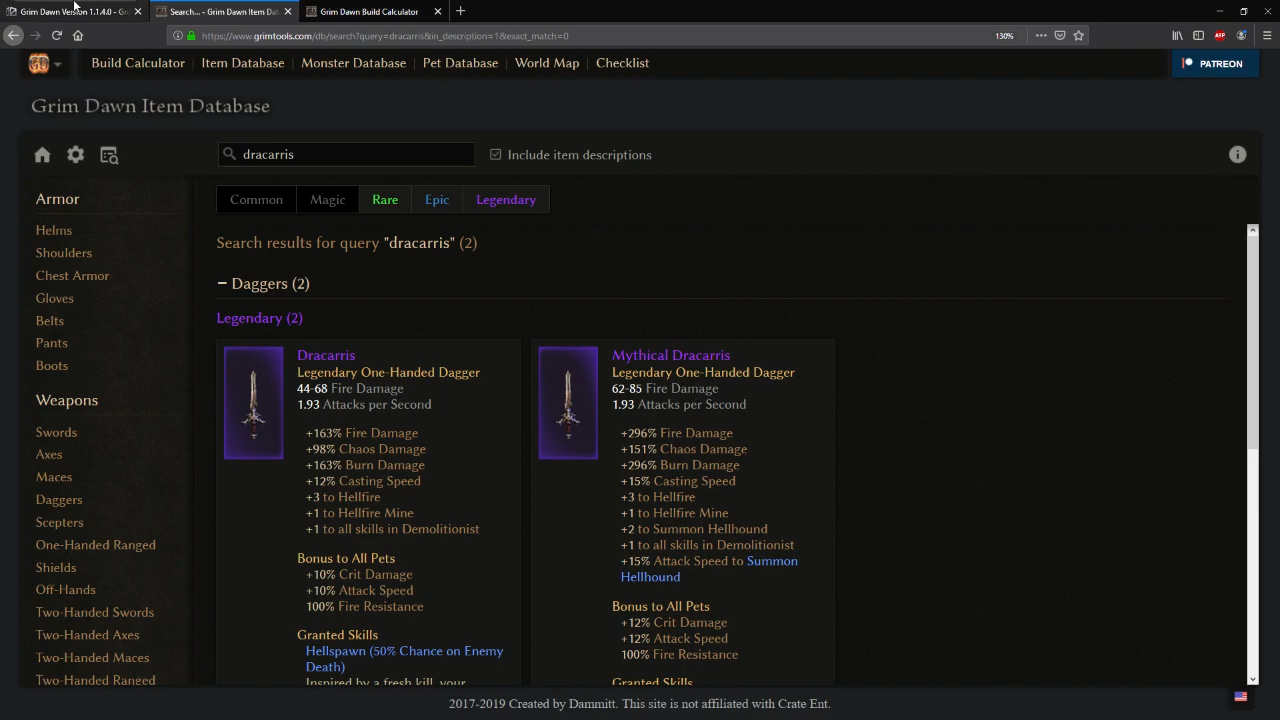 Grim Dawn Version 1.1.4.0 - Gri
Search... - Grim Dawn Item Dat
Grim Dawn Build Calculator
https://www.grimtools.com/db/search?query=dracarris&in_description=1&exact_match=0
130%
ABP
GD
Build Calculator
Item Database
Monster Database
Pet Database
World Map
Checklist
PATREON
Grim Dawn Item Database
dracarris
Include item descriptions
Armor
Helms
Shoulders
Chest Armor
Gloves
Belts
Pants
Boots
Weapons
Swords
Axes
Maces
Daggers
Scepters
One-Handed Ranged
Shields
Off-Hands
Two-Handed Swords
Two-Handed Axes
Two-Handed Maces
Two-Handed Ranged
Common
Magic
Rare
Epic
Legendary
Search results for query "dracarris" (2)
Daggers (2)
Legendary (2)
Dracarris
Legendary One-Handed Dagger
44-68 Fire Damage
1.93 Attacks per Second
+163% Fire Damage
+98% Chaos Damage
+163% Burn Damage
+12% Casting Speed
+3 to Hellfire
+1 to Hellfire Mine
+1 to all skills in Demolitionist
Bonus to All Pets
+10% Crit Damage
+10% Attack Speed
100% Fire Resistance
Granted Skills
Hellspawn (50% Chance on Enemy
Death)
Inspired by a fresh kill, your
Mythical Dracarris
Legendary One-Handed Dagger
62-85 Fire Damage
1.93 Attacks per Second
+296% Fire Damage
+151% Chaos Damage
+296% Burn Damage
+15% Casting Speed
+3 to Hellfire
+1 to Hellfire Mine
+2 to Summon Hellhound
+1 to all skills in Demolitionist
+15% Attack Speed to Summon
Hellhound
Bonus to All Pets
+12% Crit Damage
+12% Attack Speed
100% Fire Resistance
Granted Skills
2017-2019 Created by Dammitt. This site is not affiliated with Crate Ent.